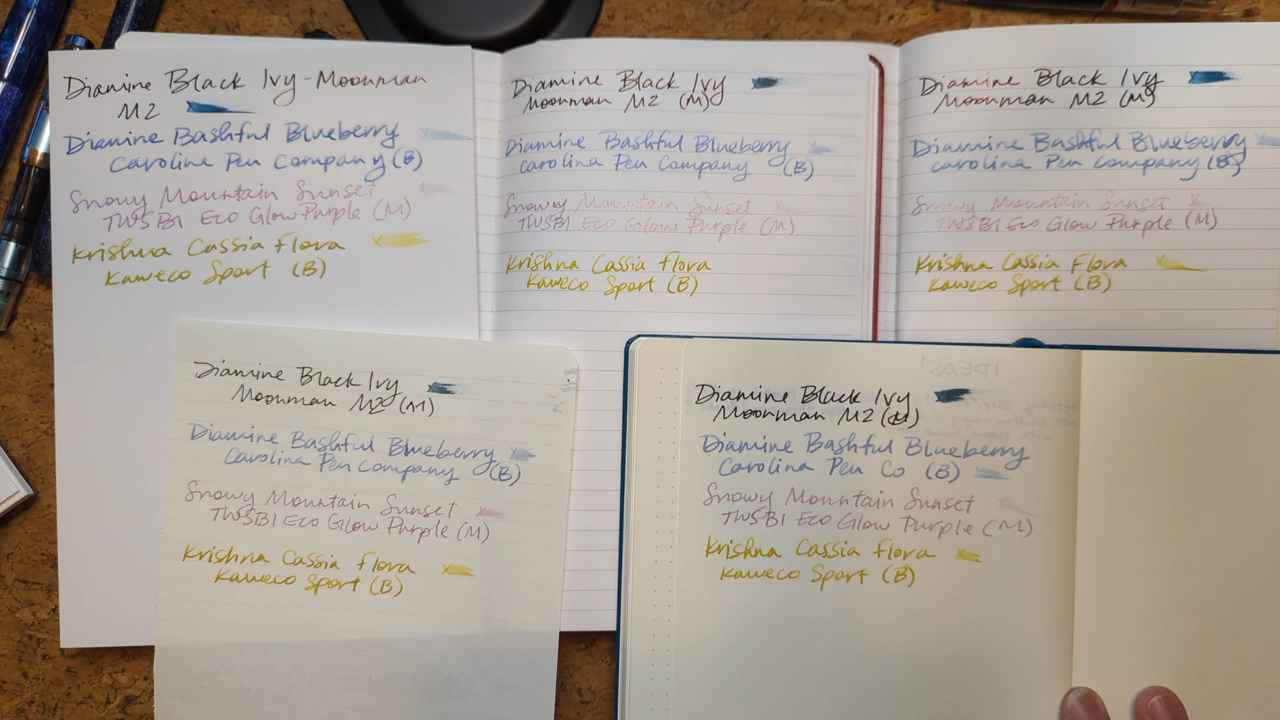 Diamine Black Ivy - Moonman
M2
Diamine Bashful Blueberry
Caroline Pen Company (B)
Snowy Mountain Sunset
TWSBI Eco Glow Purple (M)
Krishna Cassia Flora
Kaweco Sport (B)
Diamine Black Ivy
Moonman M2 (M)
Diamine Bashful Blueberry
Carolina Pen Company (B)
Snowy Mountain Sunset
TWSBI Eco Glow Purple (M)
Krishna Cassia flora
Kaweco Sport (B)
Diamine Black Ivy
Moonman M2 (M)
Diamine Bashful Blueberry
Carolina Pen Company (B)
Snowy Mountain Sunset
TWSBI Eco Glow Purple (M)
Krishna Cassia Flora
Kaweco Sport (B)
Diamine Black Ivy
Moonman M2 (M)
Diamine Bashful Blueberry
Carolina Pen Company (B)
Snowy Mountain Sunset
TWSBI Eco Glow Purple (M)
Krishna Cassia flora
Kaweco Sport (B)
Diamine Black Ivy
Moonman M2 (M)
Diamine Bashful Blueberry
Carolina Pen Co (B)
Snowy Mountain Sunset
TWSBI Eco Glow Purple (M)
Krishna Cassia flora
Kaweco Sport (B)
IDEAS!